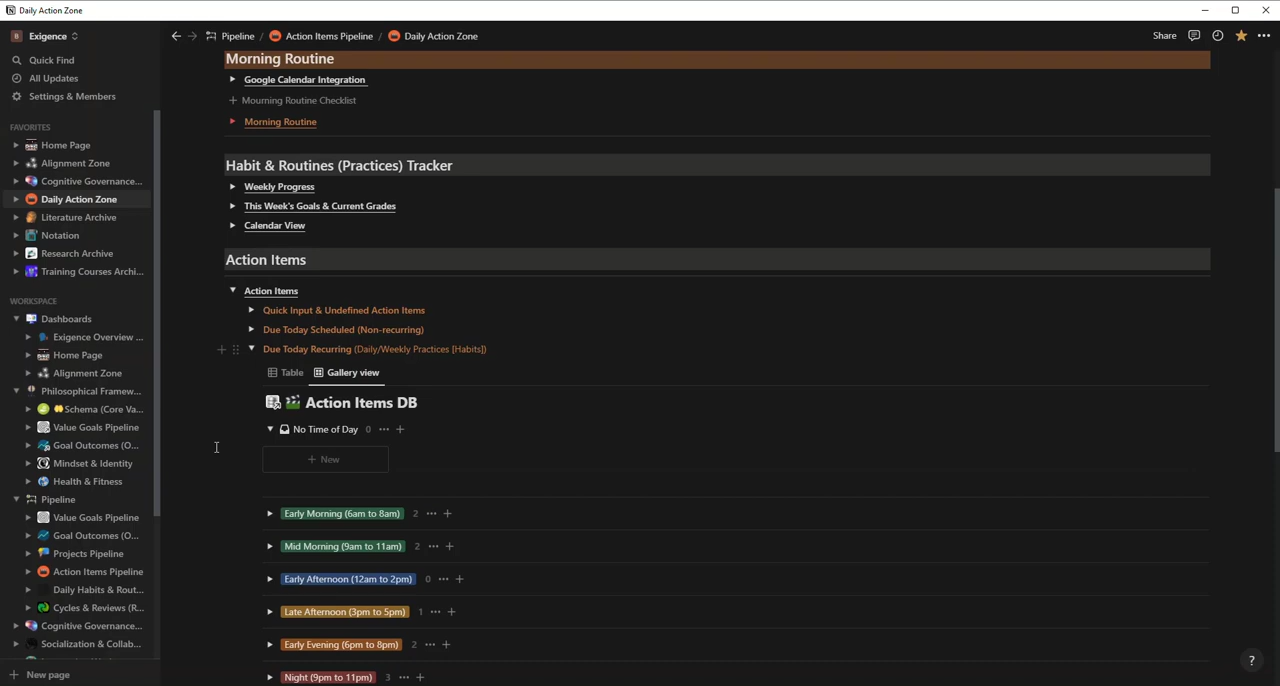 Daily Action Zone
B Exigence
Pipeline / Action Items Pipeline / Daily Action Zone
Share
Quick Find
All Updates
Settings & Members
FAVORITES
Home Page
Alignment Zone
Cognitive Governance...
Daily Action Zone
Literature Archive
Notation
Research Archive
Training Courses Archi...
WORKSPACE
Dashboards
Exigence Overview ...
Home Page
Alignment Zone
Philosophical Framew...
Schema (Core Va...
Value Goals Pipeline
Goal Outcomes (O...
Mindset & Identity
Health & Fitness
Pipeline
Value Goals Pipeline
Goal Outcomes (O...
Projects Pipeline
Action Items Pipeline
Daily Habits & Rout...
Cycles & Reviews (R...
Cognitive Governance...
Socialization & Collab...
+ New page
Morning Routine
Google Calendar Integration
+ Mourning Routine Checklist
Morning Routine
Habit & Routines (Practices) Tracker
Weekly Progress
This Week's Goals & Current Grades
Calendar View
Action Items
Action Items
Quick Input & Undefined Action Items
Due Today Scheduled (Non-recurring)
Due Today Recurring (Daily/Weekly Practices [Habits])
Table Gallery view
Action Items DB
No Time of Day 0 ... +
+ New
Early Morning (6am to 8am) 2 ... +
Mid Morning (9am to 11am) 2 ... +
Early Afternoon (12am to 2pm) 0 ... +
Late Afternoon (3pm to 5pm) 1 ... +
Early Evening (6pm to 8pm) 2 ... +
Night (9pm to 11pm) 3 ... +
?